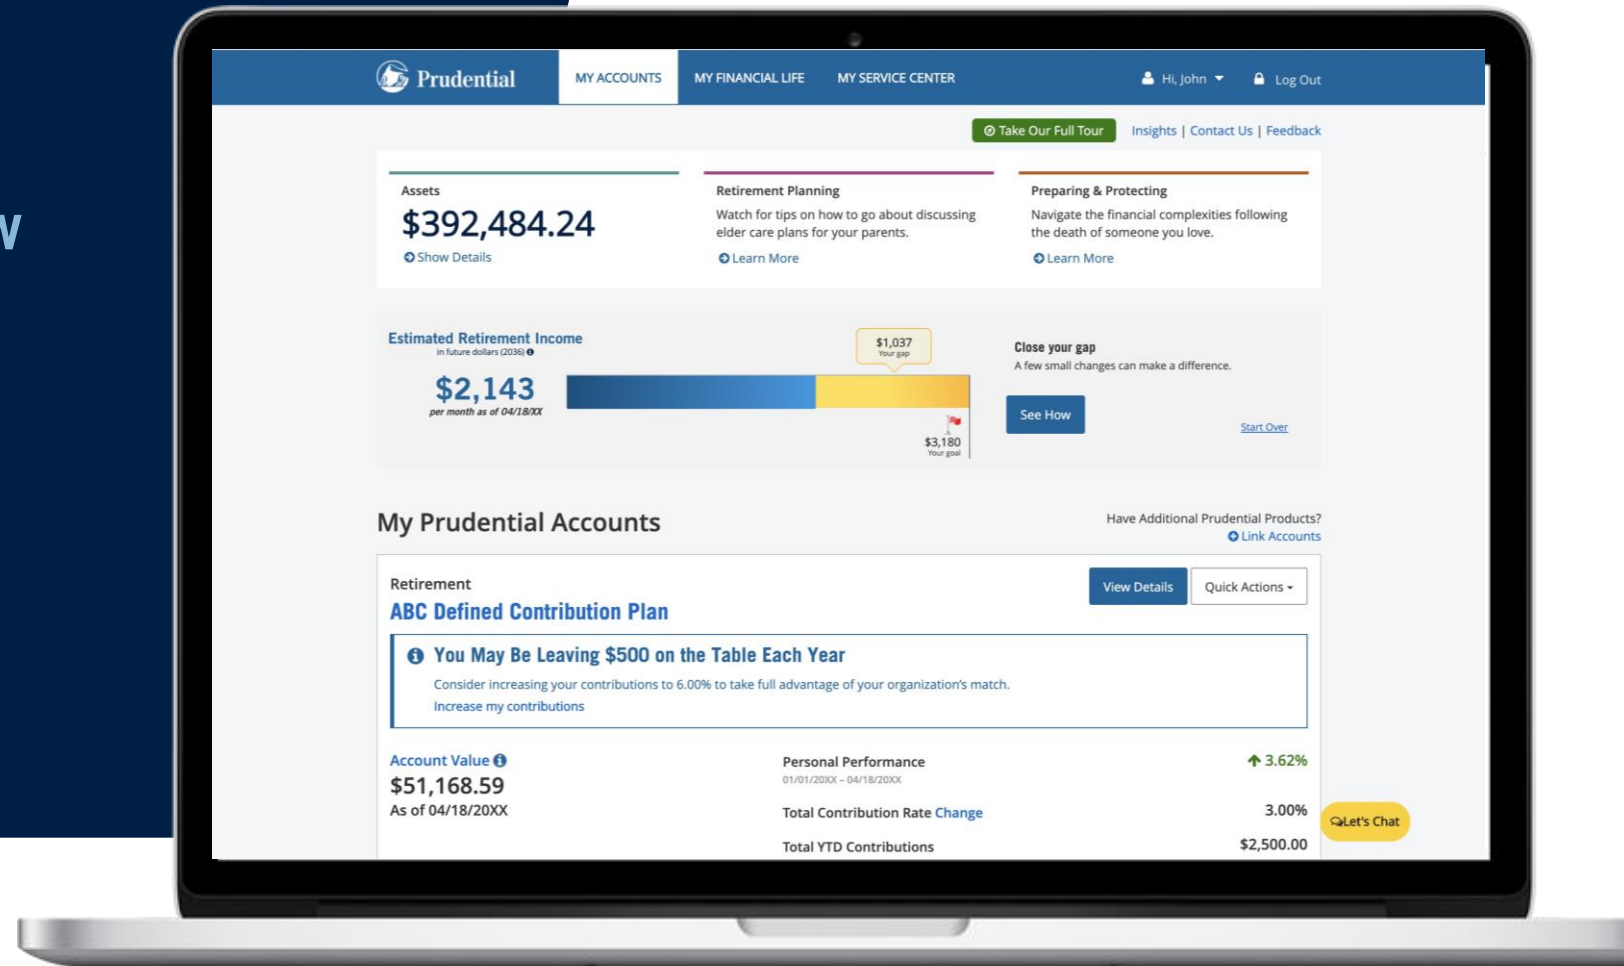 Prudential
MY ACCOUNTS
MY FINANCIAL LIFE
MY SERVICE CENTER
Hi, John
Log Out
Take Our Full Tour
Insights | Contact Us | Feedback
Assets
$392,484.24
Show Details
Retirement Planning
Watch for tips on how to go about discussing
elder care plans for your parents.
Learn More
Preparing & Protecting
Navigate the financial complexities following
the death of someone you love.
Learn More
Estimated Retirement Income
in future dollars (2036)
$2,143
per month as of 04/18/XX
$1,037
Your gap
$3,180
Your goal
Close your gap
A few small changes can make a difference.
See How
Start Over
My Prudential Accounts
Have Additional Prudential Products?
Link Accounts
Retirement
ABC Defined Contribution Plan
View Details
Quick Actions
You May Be Leaving $500 on the Table Each Year
Consider increasing your contributions to 6.00% to take full advantage of your organization's match.
Increase my contributions
Account Value
$51,168.59
As of 04/18/20XX
Personal Performance
01/01/20XX – 04/18/20XX
3.62%
Total Contribution Rate Change
3.00%
Total YTD Contributions
$2,500.00
Let's Chat